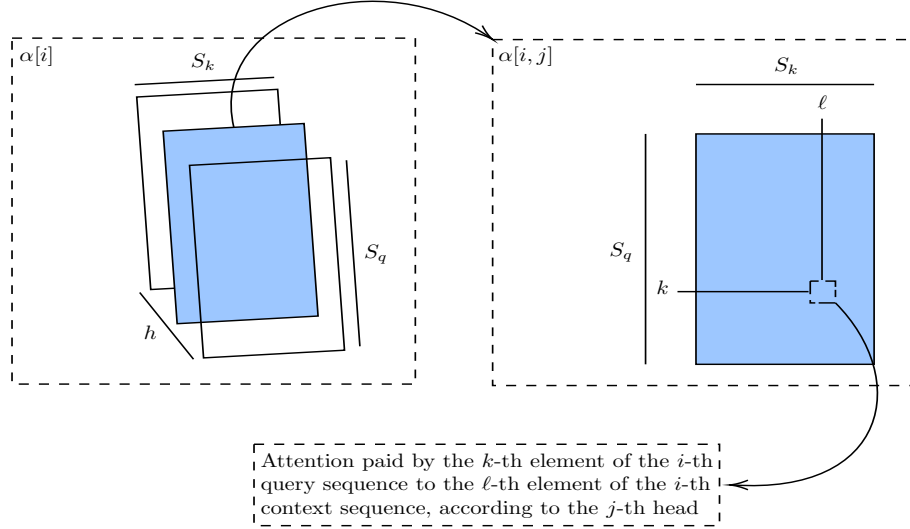 α[i]
S_k
S_q
h
α[i, j]
S_k
ℓ
S_q
k
Attention paid by the k-th element of the i-th
query sequence to the ℓ-th element of the i-th
context sequence, according to the j-th head